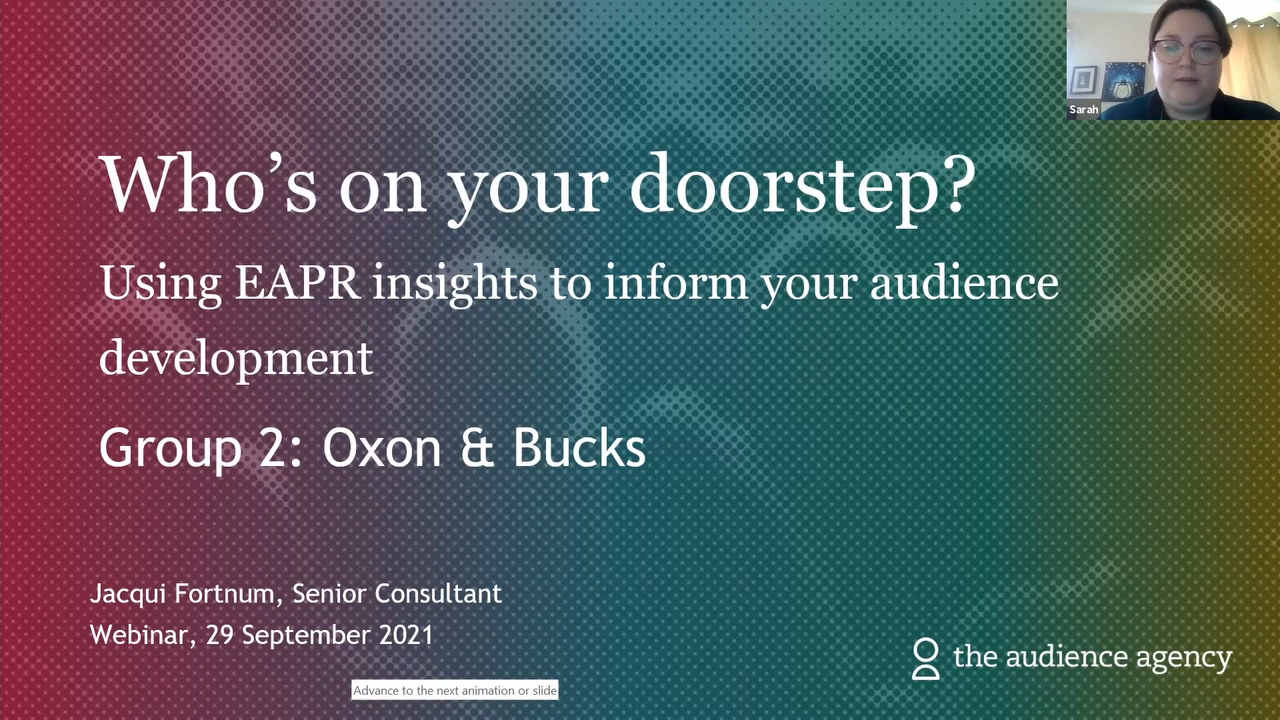 Sarah
Who's on your doorstep?
Using EAPR insights to inform your audience
development
Group 2: Oxon & Bucks
Jacqui Fortnum, Senior Consultant
Webinar, 29 September 2021
the audience agency
Advance to the next animation or slide